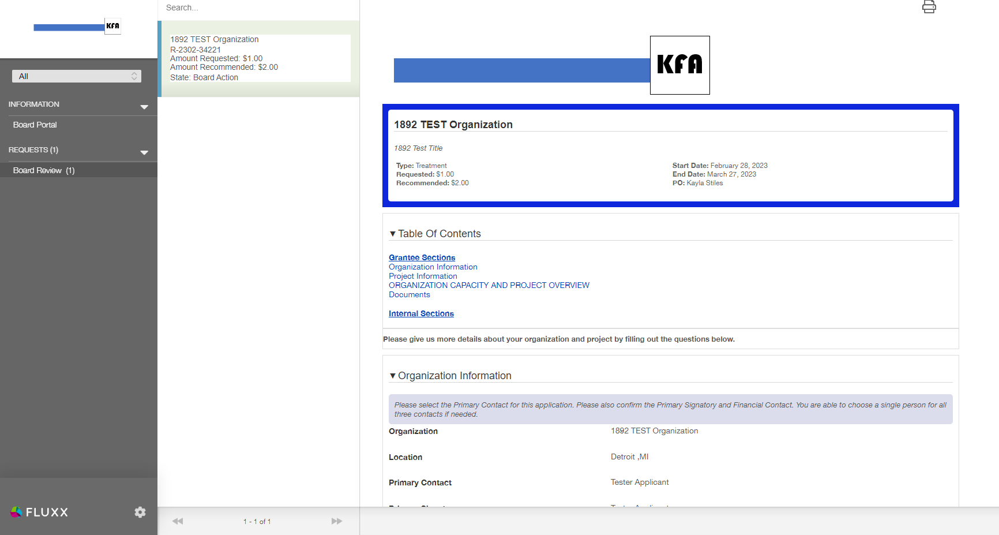 KFA
All
INFORMATION
Board Portal
REQUESTS (1)
Board Review (1)
FLUXX
Search...
1892 TEST Organization
R-2302-34221
Amount Requested: $1.00
Amount Recommended: $2.00
State: Board Action
1 - 1 of 1
KFA
1892 TEST Organization
1892 Test Title
Type: Treatment
Requested: $1.00
Recommended: $2.00
Start Date: February 28, 2023
End Date: March 27, 2023
PO: Kayla Stiles
▼ Table Of Contents
Grantee Sections
Organization Information
Project Information
ORGANIZATION CAPACITY AND PROJECT OVERVIEW
Documents
Internal Sections
Please give us more details about your organization and project by filling out the questions below.
▼ Organization Information
Please select the Primary Contact for this application. Please also confirm the Primary Signatory and Financial Contact. You are able to choose a single person for all
three contacts if needed.
Organization 1892 TEST Organization
Location Detroit ,MI
Primary Contact Tester Applicant